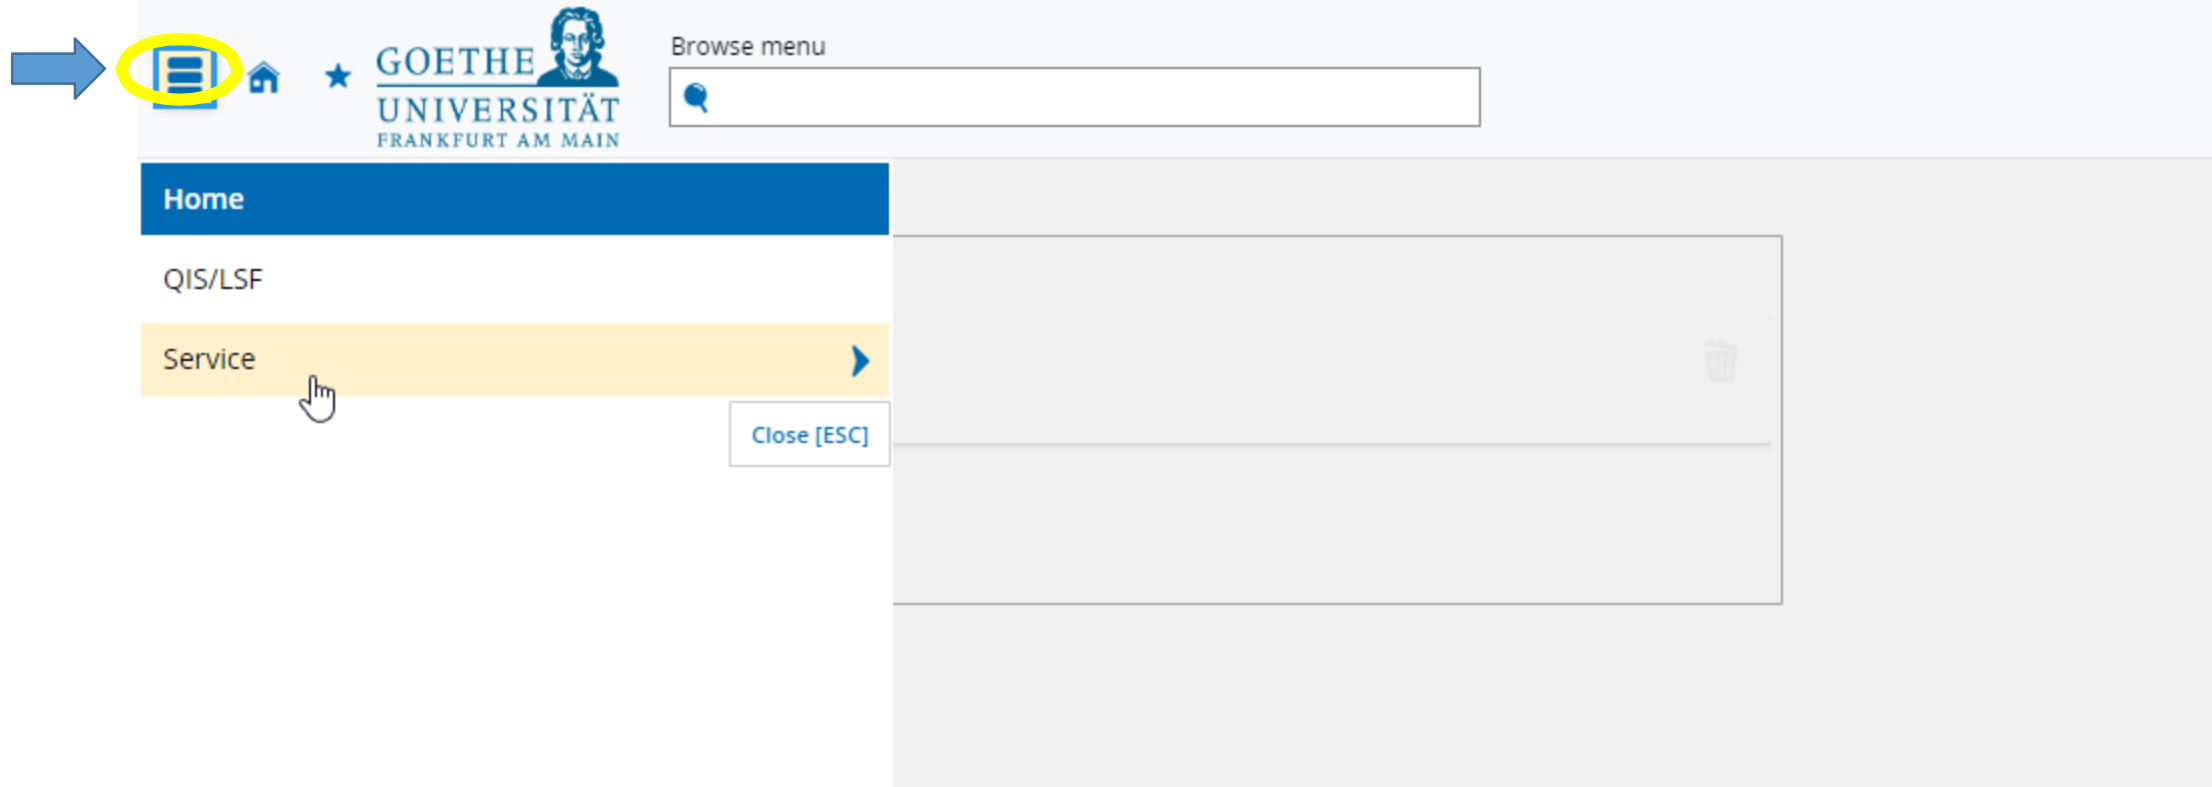 GOETHE
UNIVERSITÄT
FRANKFURT AM MAIN
Browse menu
Home
QIS/LSF
Service
Close [ESC]